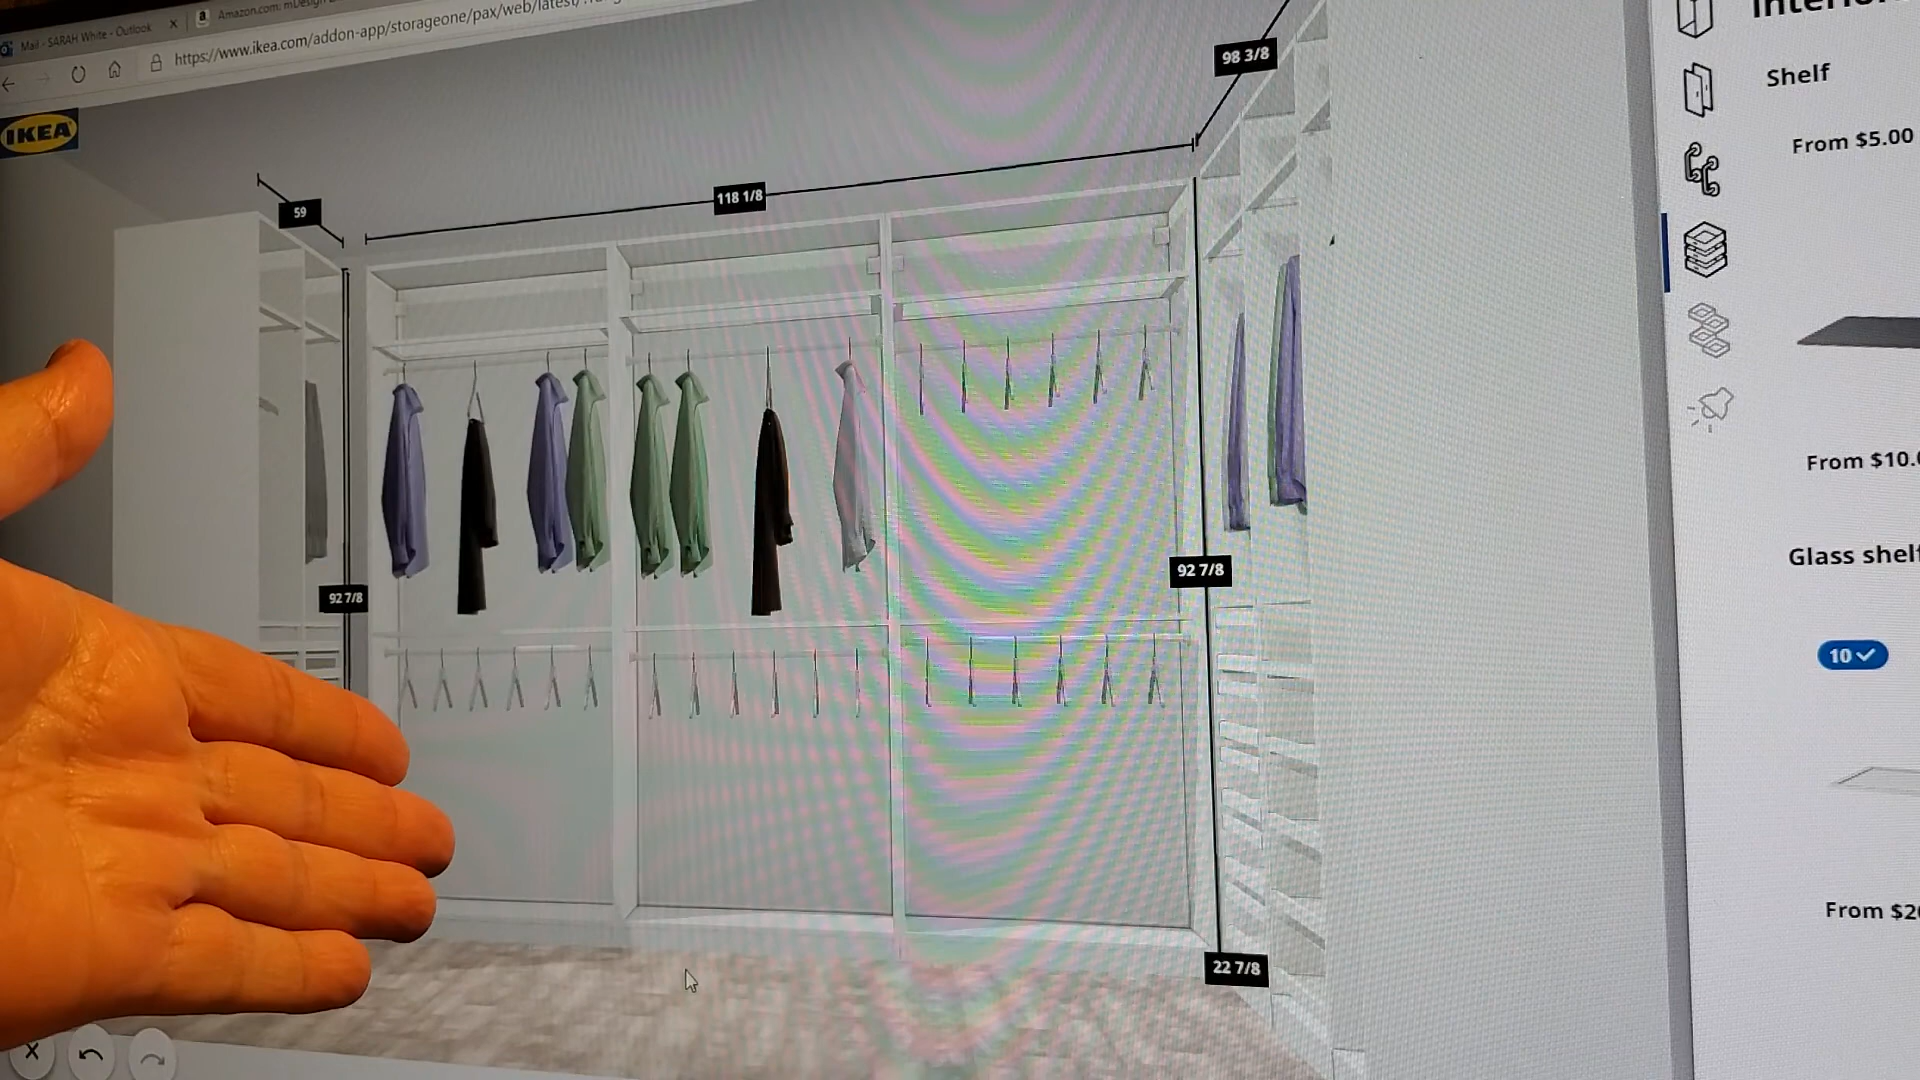 Mail - SARAH White - Outlook
Amazon.com: mDesign
https://www.ikea.com/addon-app/storageone/pax/web/latest/
IKEA
98 3/8
59
118 1/8
92 7/8
92 7/8
22 7/8
Shelf
From $5.00
From $10.
Glass shelf
10
From $2